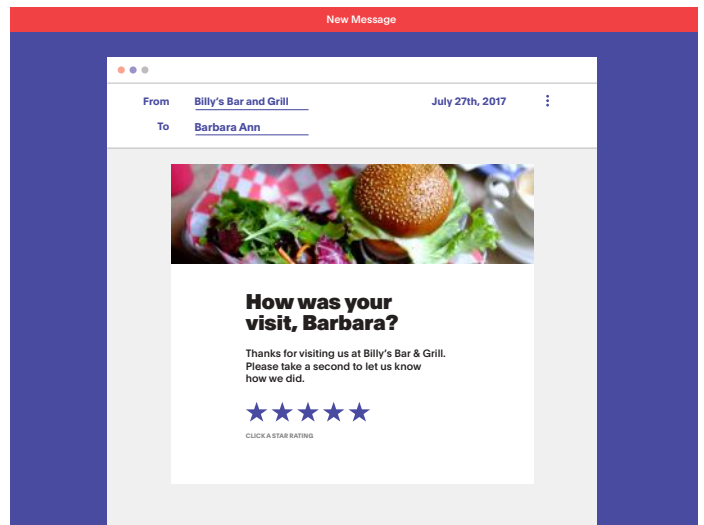 New Message
From Billy's Bar and Grill July 27th, 2017
To Barbara Ann
How was your
visit, Barbara?
Thanks for visiting us at Billy's Bar & Grill.
Please take a second to let us know
how we did.
CLICK A STAR RATING